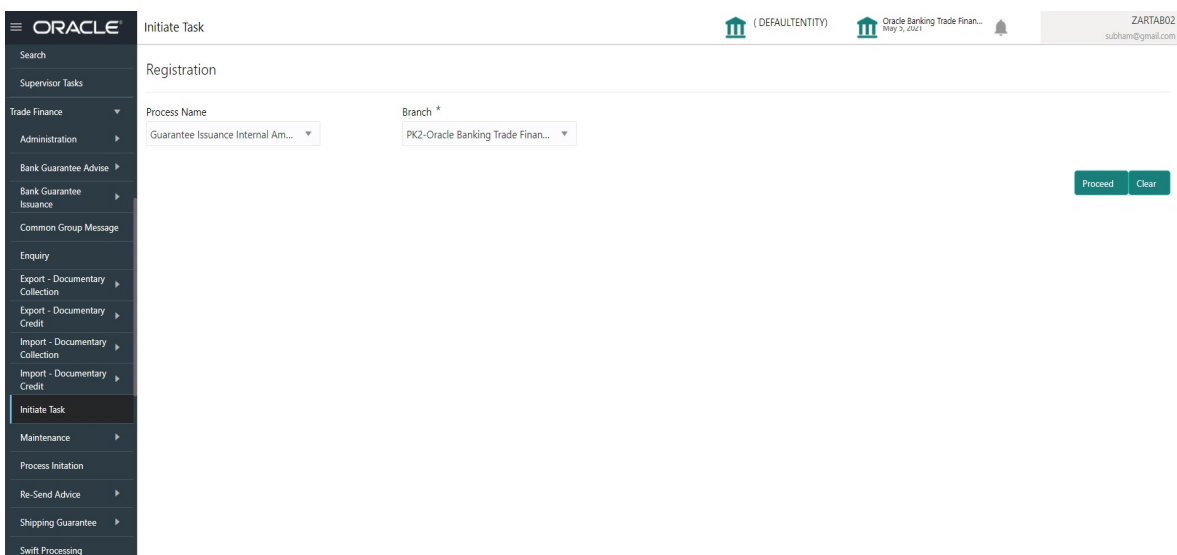 ORACLE
Initiate Task
( DEFAULTENTITY)
Oracle Banking Trade Finan...
May 5, 2021
ZARTAB02
subham@gmail.com
Search
Supervisor Tasks
Trade Finance
Administration
Bank Guarantee Advise
Bank Guarantee
Issuance
Common Group Message
Enquiry
Export - Documentary
Collection
Export - Documentary
Credit
Import - Documentary
Collection
Import - Documentary
Credit
Initiate Task
Maintenance
Process Initation
Re-Send Advice
Shipping Guarantee
Swift Processing
Registration
Process Name
Branch *
Guarantee Issuance Internal Am...
PK2-Oracle Banking Trade Finan...
Proceed
Clear